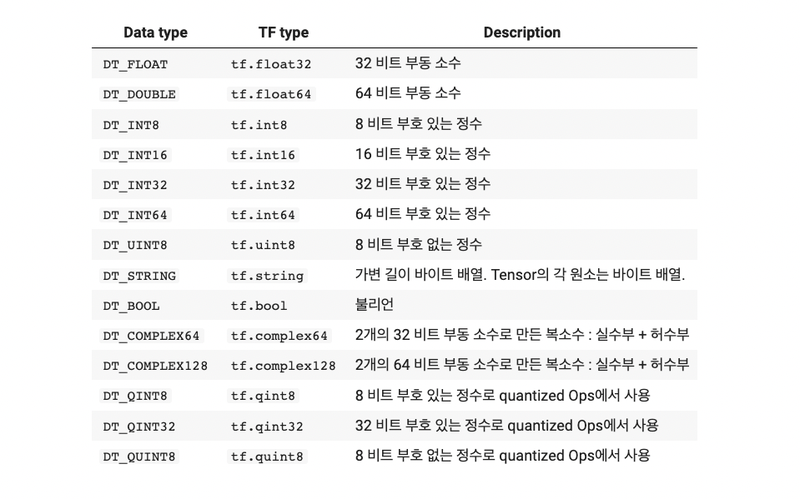 Data type TF type Description
DT_FLOAT tf.float32 32 비트 부동 소수
DT_DOUBLE tf.float64 64 비트 부동 소수
DT_INT8 tf.int8 8 비트 부호 있는 정수
DT_INT16 tf.int16 16 비트 부호 있는 정수
DT_INT32 tf.int32 32 비트 부호 있는 정수
DT_INT64 tf.int64 64 비트 부호 있는 정수
DT_UINT8 tf.uint8 8 비트 부호 없는 정수
DT_STRING tf.string 가변 길이 바이트 배열. Tensor의 각 원소는 바이트 배열.
DT_BOOL tf.bool 불리언
DT_COMPLEX64 tf.complex64 2개의 32 비트 부동 소수로 만든 복소수 : 실수부 + 허수부
DT_COMPLEX128 tf.complex128 2개의 64 비트 부동 소수로 만든 복소수 : 실수부 + 허수부
DT_QINT8 tf.qint8 8 비트 부호 있는 정수로 quantized Ops에서 사용
DT_QINT32 tf.qint32 32 비트 부호 있는 정수로 quantized Ops에서 사용
DT_QUINT8 tf.quint8 8 비트 부호 없는 정수로 quantized Ops에서 사용